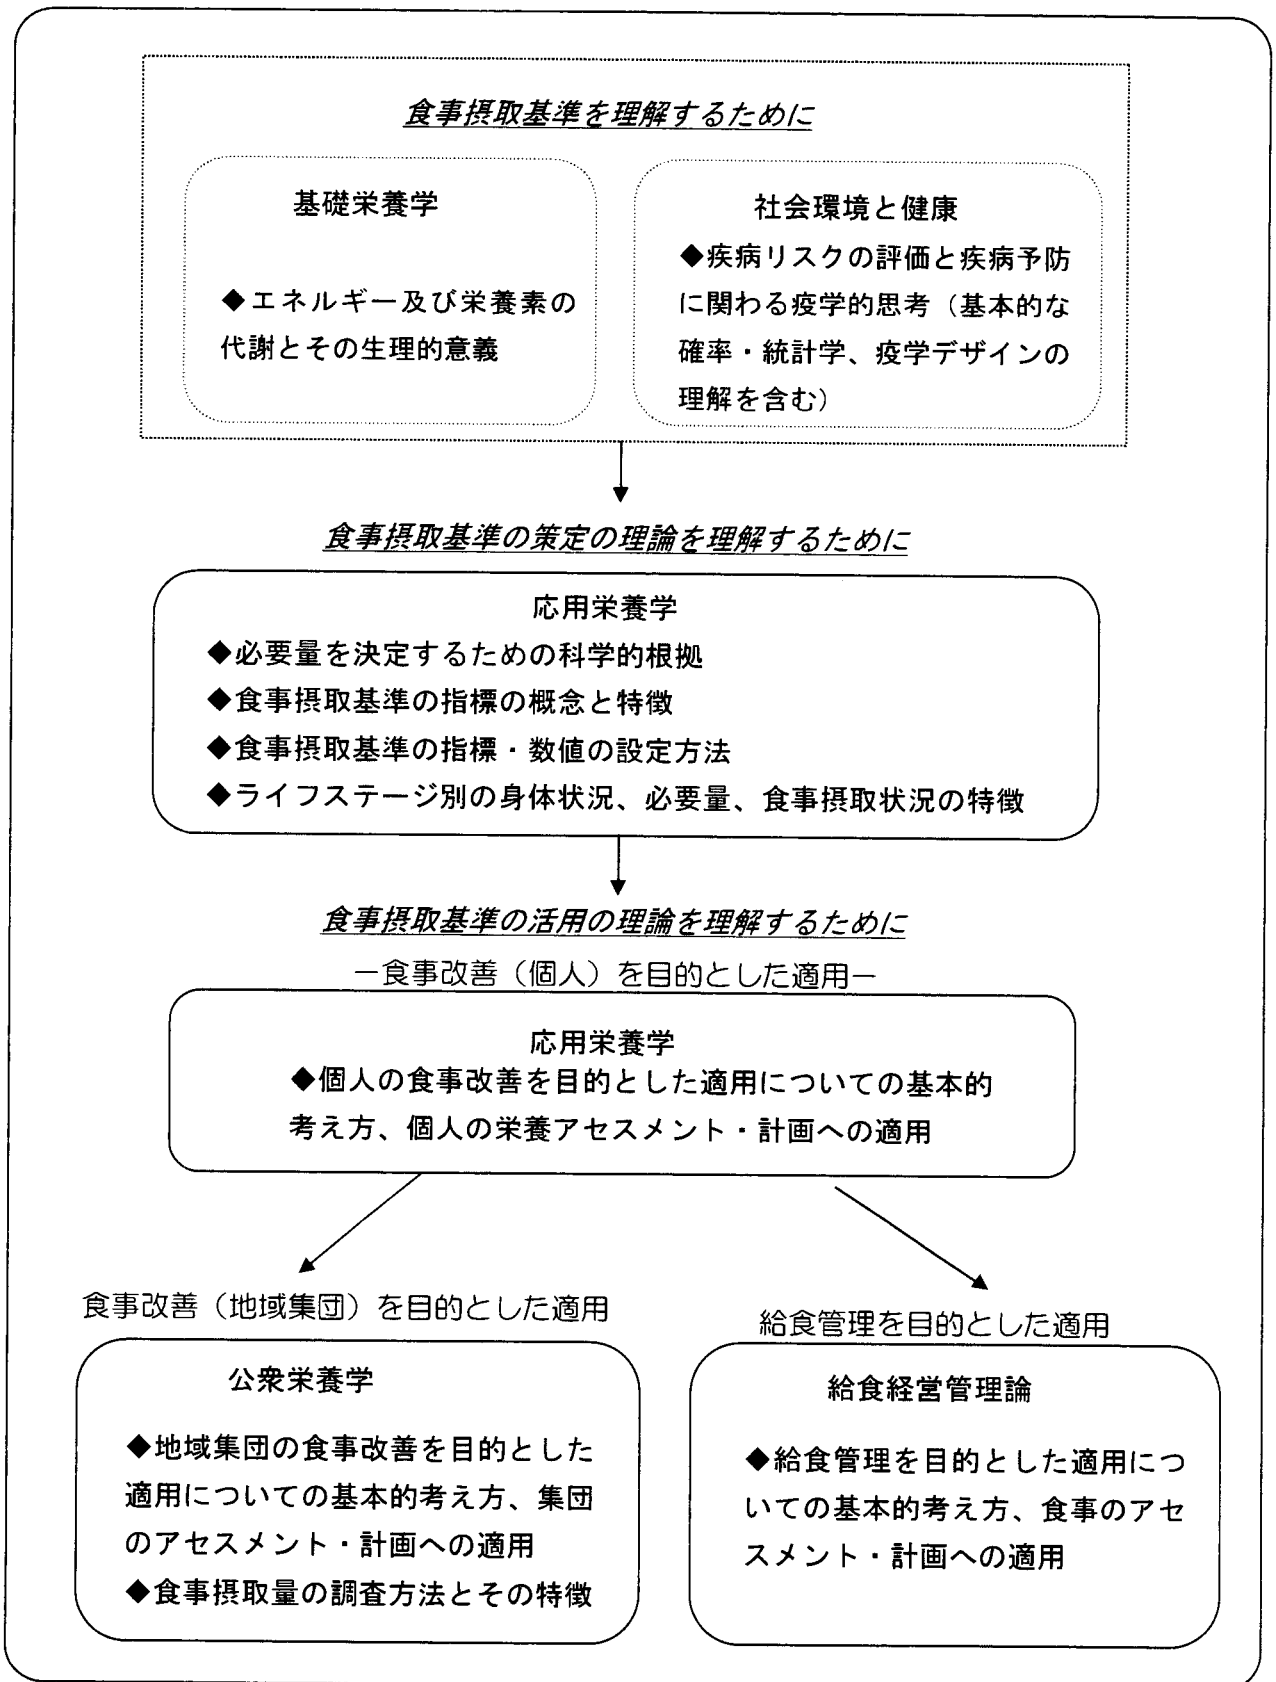 食事摂取基準を理解するために
基礎栄養学
◆エネルギー及び栄養素の
代謝とその生理的意義
社会環境と健康
◆疾病リスクの評価と疾病予防
に関わる疫学的思考（基本的な
確率・統計学、疫学デザインの
理解を含む）
食事摂取基準の策定の理論を理解するために
応用栄養学
◆必要量を決定するための科学的根拠
◆食事摂取基準の指標の概念と特徴
◆食事摂取基準の指標・数値の設定方法
◆ライフステージ別の身体状況、必要量、食事摂取状況の特徴
食事摂取基準の活用の理論を理解するために
－食事改善（個人）を目的とした適用－
応用栄養学
◆個人の食事改善を目的とした適用についての基本的
考え方、個人の栄養アセスメント・計画への適用
食事改善（地域集団）を目的とした適用
公衆栄養学
◆地域集団の食事改善を目的とした
適用についての基本的考え方、集団
のアセスメント・計画への適用
◆食事摂取量の調査方法とその特徴
給食管理を目的とした適用
給食経営管理論
◆給食管理を目的とした適用につ
いての基本的考え方、食事のアセ
スメント・計画への適用